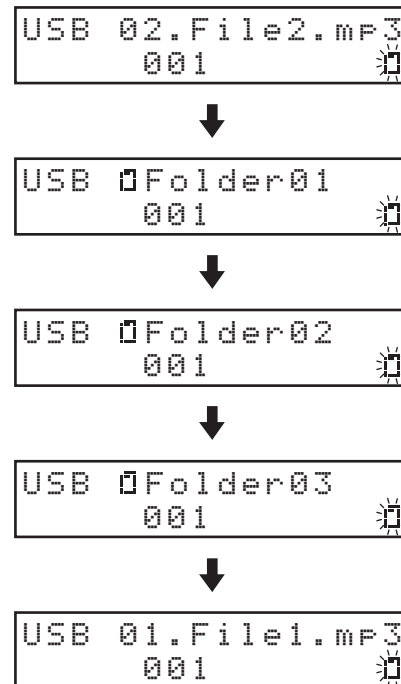 USB 02.File2.mp3
001
USB Folder01
001
USB Folder02
001
USB Folder03
001
USB 01.File1.mp3
001